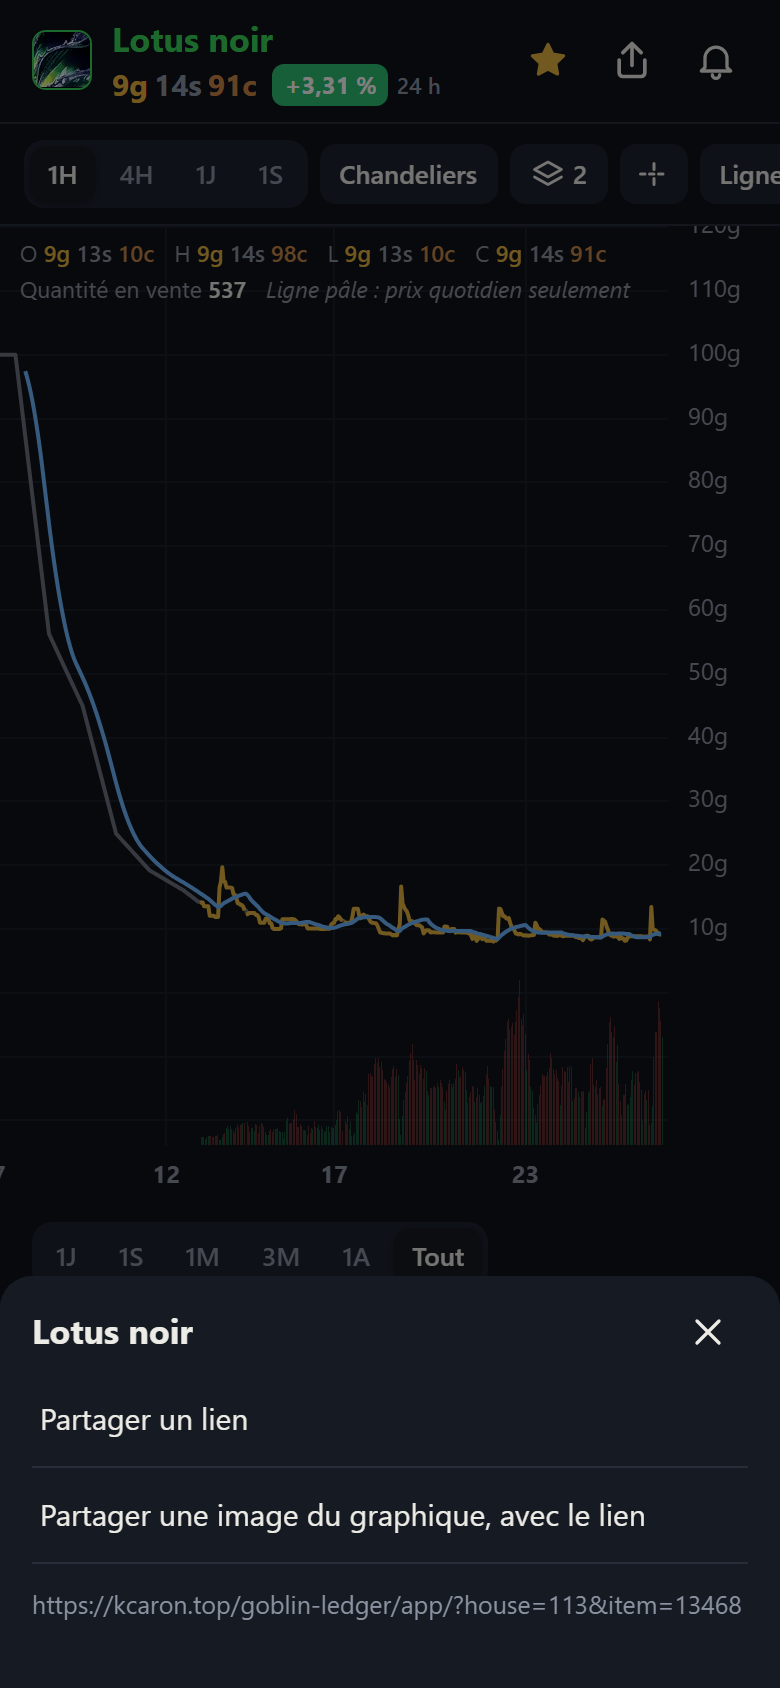 Lotus noir
9g 14s 91c +3,31 % 24 h
1H 4H 1J 1S Chandeliers 2 Ligne
O 9g 13s 10c H 9g 14s 98c L 9g 13s 10c C 9g 14s 91c
Quantité en vente 537 Ligne pâle : prix quotidien seulement
120g
110g
100g
90g
80g
70g
60g
50g
40g
30g
20g
10g
7 12 17 23
1J 1S 1M 3M 1A Tout
Lotus noir
Partager un lien
Partager une image du graphique, avec le lien
https://kcaron.top/goblin-ledger/app/?house=113&item=13468